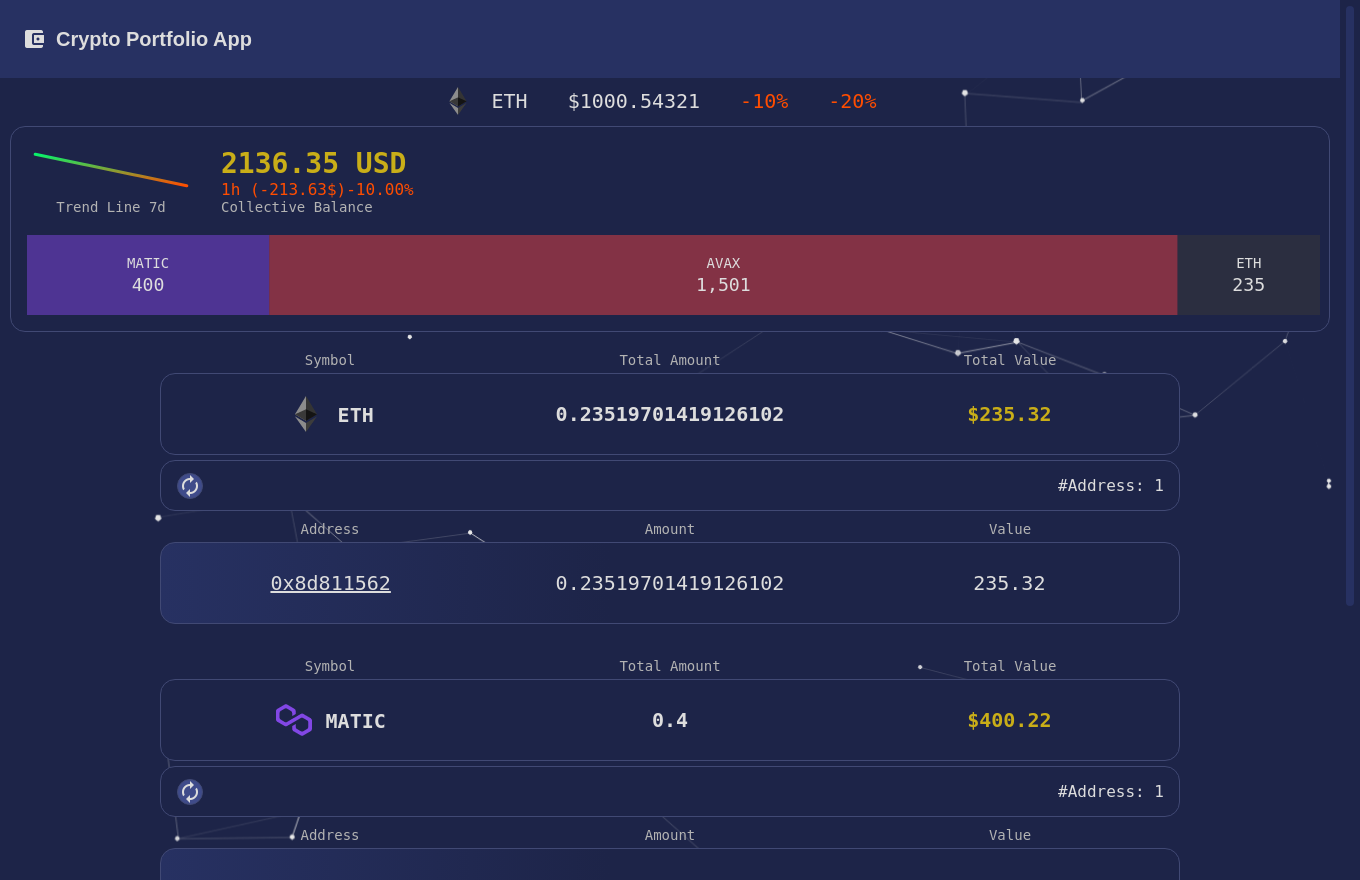 Crypto Portfolio App
ETH $1000.54321 -10% -20%
2136.35 USD
1h (-213.63$)-10.00%
Trend Line 7d Collective Balance
MATIC AVAX ETH
400 1,501 235
Symbol Total Amount Total Value
ETH 0.23519701419126102 $235.32
#Address: 1
Address Amount Value
0x8d811562 0.23519701419126102 235.32
Symbol Total Amount Total Value
MATIC 0.4 $400.22
#Address: 1
Address Amount Value